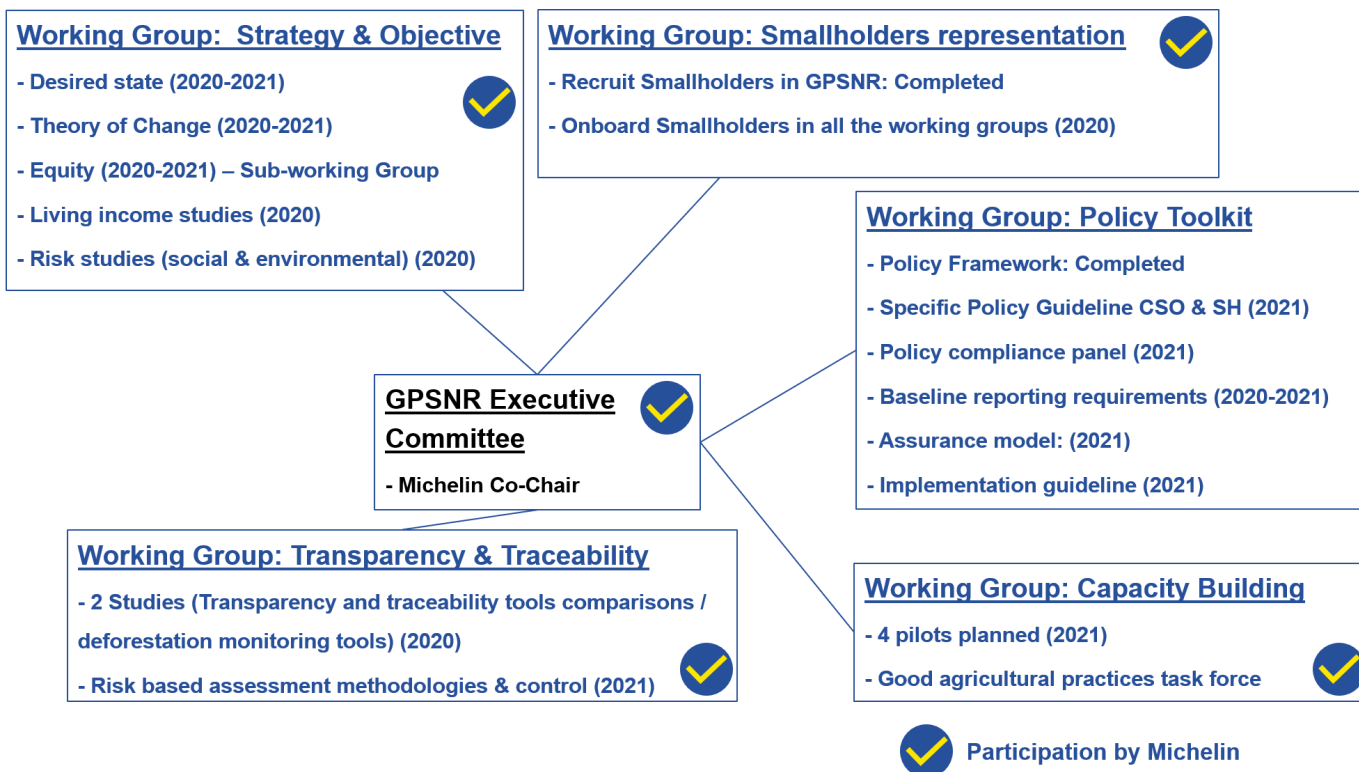 Working Group:  Strategy & Objective
- Desired state (2020-2021)
- Theory of Change (2020-2021)
- Equity (2020-2021) – Sub-working Group
- Living income studies (2020)
- Risk studies (social & environmental) (2020)
Working Group: Smallholders representation
- Recruit Smallholders in GPSNR: Completed
- Onboard Smallholders in all the working groups (2020)
Working Group: Policy Toolkit
- Policy Framework: Completed
- Specific Policy Guideline CSO & SH (2021)
- Policy compliance panel (2021)
- Baseline reporting requirements (2020-2021)
- Assurance model: (2021)
- Implementation guideline (2021)
GPSNR Executive
Committee
- Michelin Co-Chair
Working Group: Transparency & Traceability
- 2 Studies (Transparency and traceability tools comparisons /
deforestation monitoring tools) (2020)
- Risk based assessment methodologies & control (2021)
Working Group: Capacity Building
- 4 pilots planned (2021)
- Good agricultural practices task force
Participation by Michelin